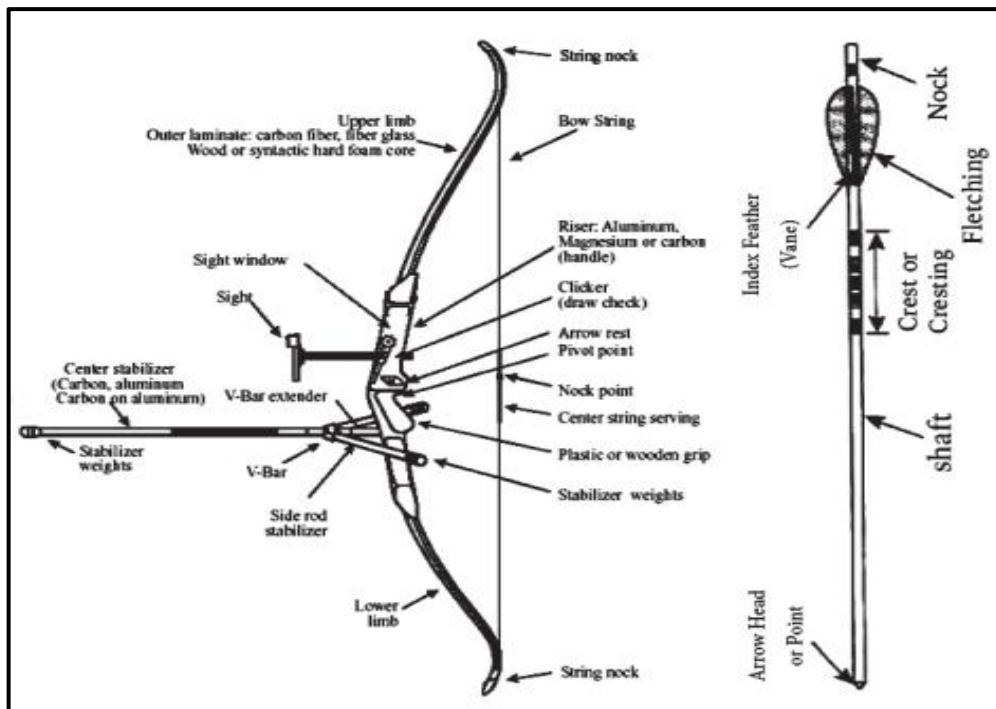 String nock
Upper limb
Outer laminate: carbon fiber, fiber glass
Wood or syntactic hard foam core
Bow String
Riser: Aluminum,
Magnesium or carbon
(handle)
Sight window
Clicker
(draw check)
Sight
Arrow rest
Pivot point
Center stabilizer
(Carbon, aluminum
Carbon on aluminum)
V-Bar extender
Nock point
Center string serving
Stabilizer
weights
V-Bar
Plastic or wooden grip
Side rod
stabilizer
Stabilizer weights
Lower
limb
String nock
Nock
Fletching
Index Feather
(Vane)
Crest or
Cresting
shaft
Arrow Head
or Point